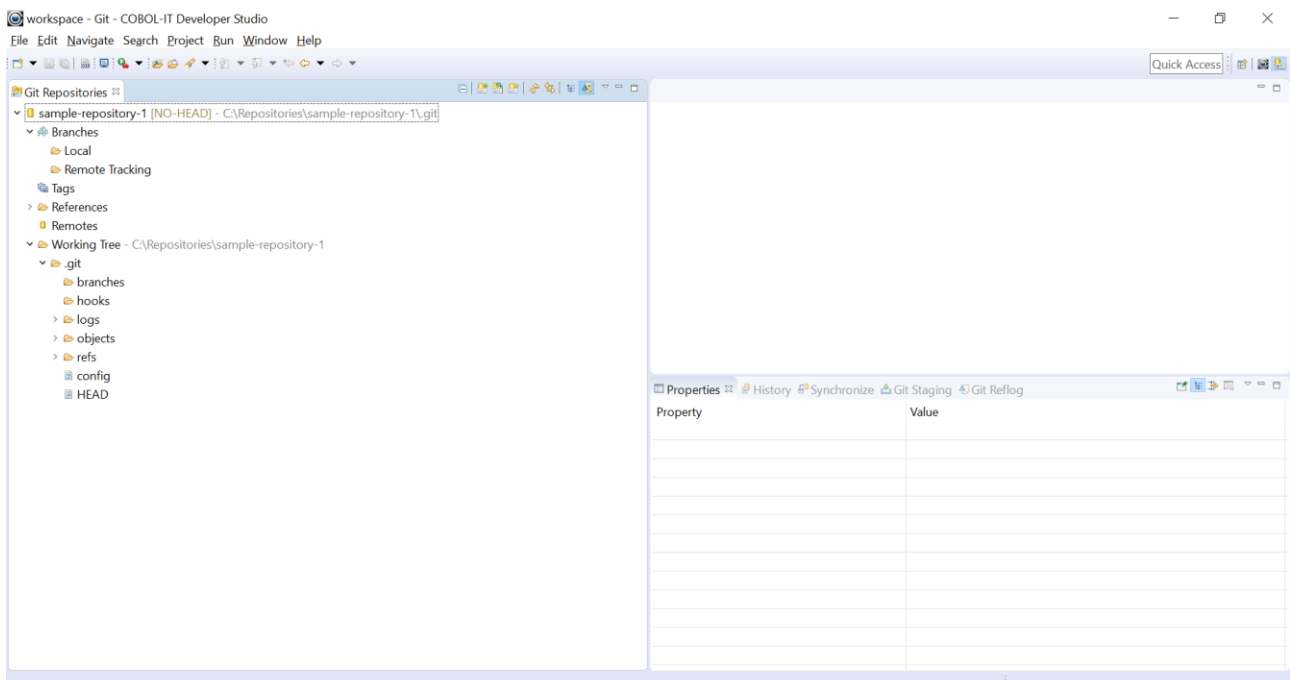 workspace - Git - COBOL-IT Developer Studio
File Edit Navigate Search Project Run Window Help
Quick Access
Git Repositories
sample-repository-1 [NO-HEAD] - C:\Repositories\sample-repository-1\.git
Branches
Local
Remote Tracking
Tags
References
Remotes
Working Tree - C:\Repositories\sample-repository-1
.git
branches
hooks
logs
objects
refs
config
HEAD
Properties History Synchronize Git Staging Git Reflog
Property Value